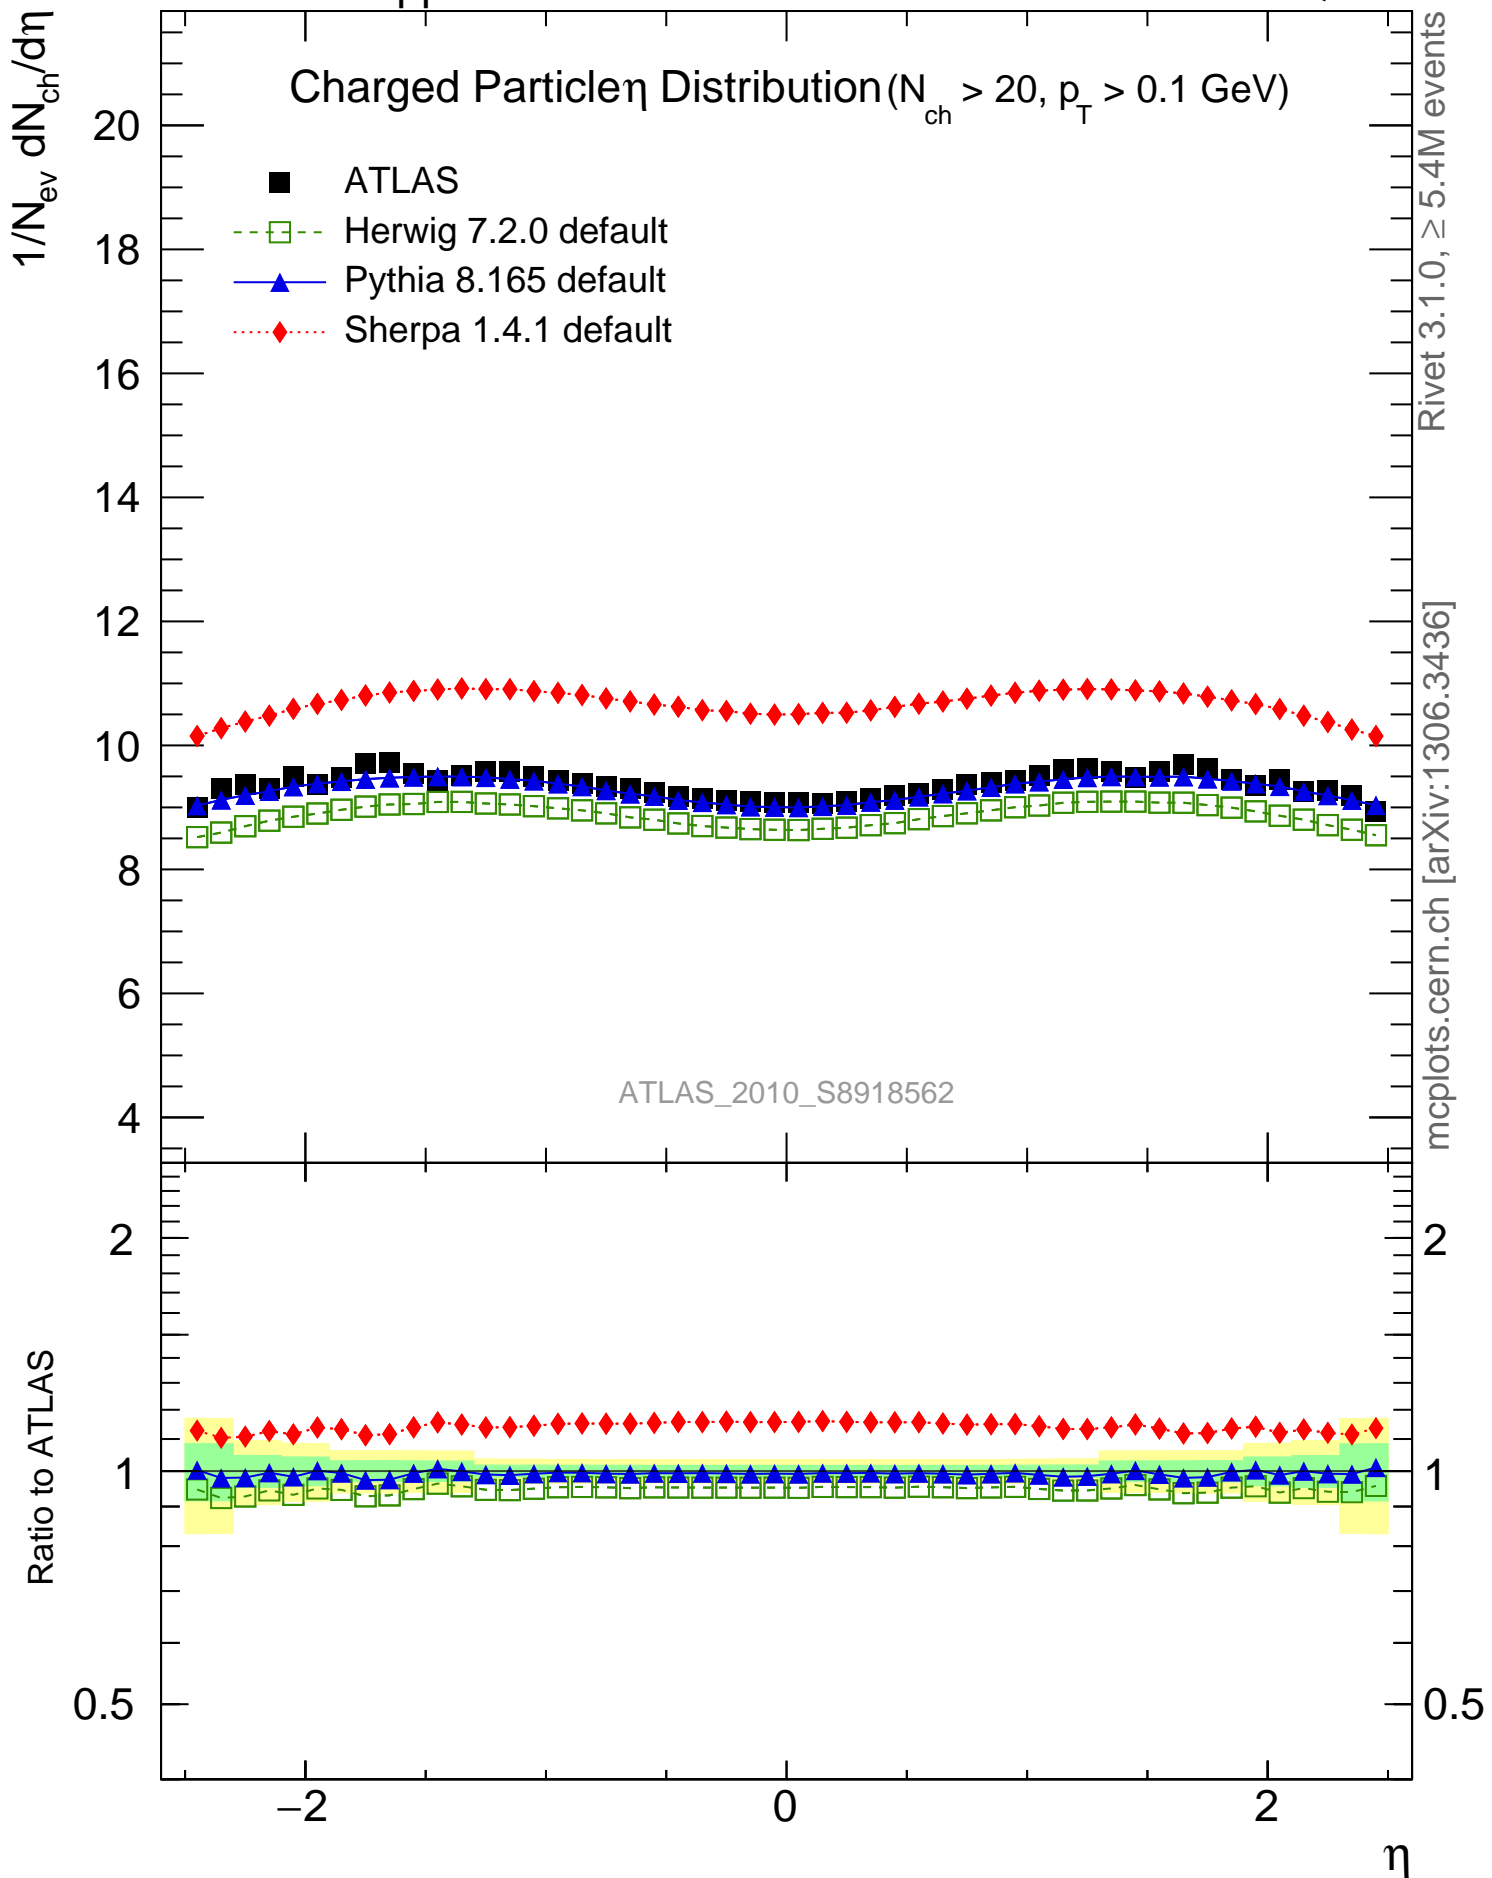 pp
1/N_ev dN_ch/dη
Charged Particle η Distribution (N_ch > 20, p_T > 0.1 GeV)
ATLAS
Herwig 7.2.0 default
Pythia 8.165 default
Sherpa 1.4.1 default
20
18
16
14
12
10
8
6
4
ATLAS_2010_S8918562
Rivet 3.1.0, ≥ 5.4M events
mcplots.cern.ch [arXiv:1306.3436]
Ratio to ATLAS
2
1
0.5
2
1
0.5
−2
0
2
η